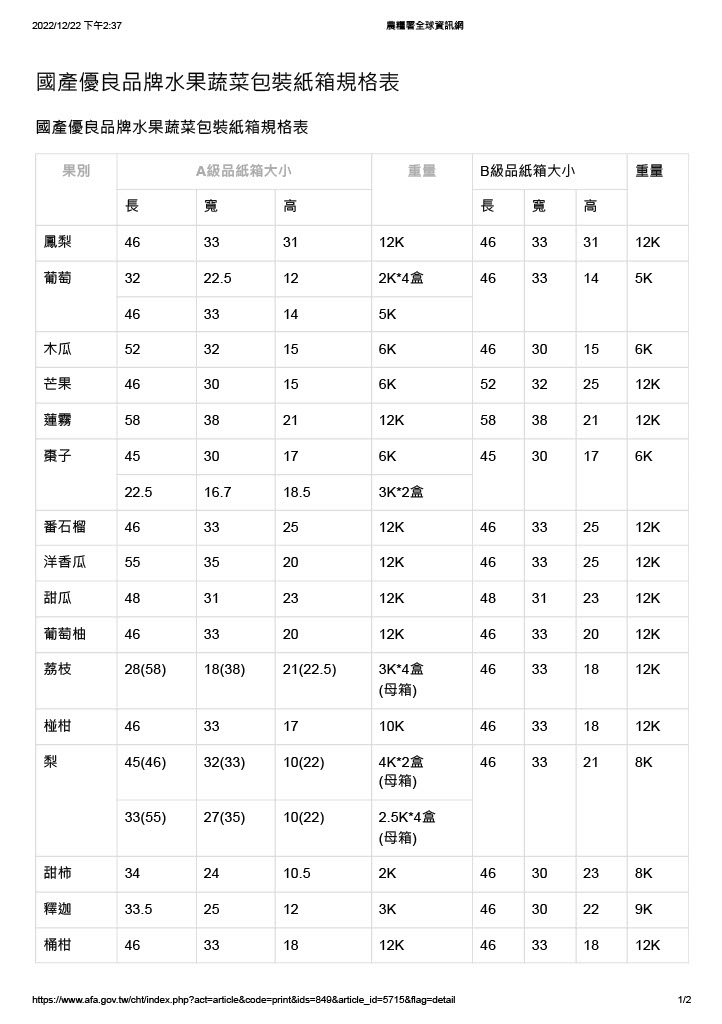 2022/12/22 下午2:37 農糧署全球資訊網
國產優良品牌水果蔬菜包裝紙箱規格表
國產優良品牌水果蔬菜包裝紙箱規格表
果別 A級品紙箱大小 重量 B級品紙箱大小 重量
長 寬 高 長 寬 高
鳳梨 46 33 31 12K 46 33 31 12K
葡萄 32 22.5 12 2K*4盒 46 33 14 5K
46 33 14 5K
木瓜 52 32 15 6K 46 30 15 6K
芒果 46 30 15 6K 52 32 25 12K
蓮霧 58 38 21 12K 58 38 21 12K
棗子 45 30 17 6K 45 30 17 6K
22.5 16.7 18.5 3K*2盒
番石榴 46 33 25 12K 46 33 25 12K
洋香瓜 55 35 20 12K 46 33 25 12K
甜瓜 48 31 23 12K 48 31 23 12K
葡萄柚 46 33 20 12K 46 33 20 12K
荔枝 28(58) 18(38) 21(22.5) 3K*4盒 46 33 18 12K
(母箱)
椪柑 46 33 17 10K 46 33 18 12K
梨 45(46) 32(33) 10(22) 4K*2盒 46 33 21 8K
(母箱)
33(55) 27(35) 10(22) 2.5K*4盒
(母箱)
甜柿 34 24 10.5 2K 46 30 23 8K
釋迦 33.5 25 12 3K 46 30 22 9K
桶柑 46 33 18 12K 46 33 18 12K
https://www.afa.gov.tw/cht/index.php?act=article&code=print&ids=849&article_id=5715&flag=detail 1/2